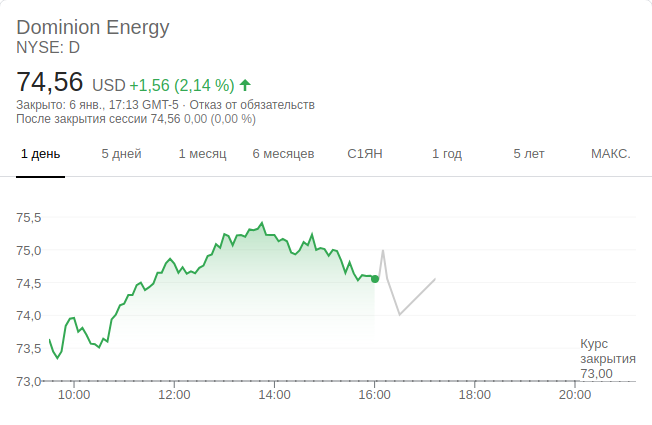 Dominion Energy
NYSE: D
74,56 USD +1,56 (2,14 %)
Закрыто: 6 янв., 17:13 GMT-5 · Отказ от обязательств
После закрытия сессии 74,56 0,00 (0,00 %)
1 день 5 дней 1 месяц 6 месяцев С1ЯН 1 год 5 лет МАКС.
75,5
75,0
74,5
74,0
73,5
73,0
Курс
закрытия
73,00
10:00 12:00 14:00 16:00 18:00 20:00